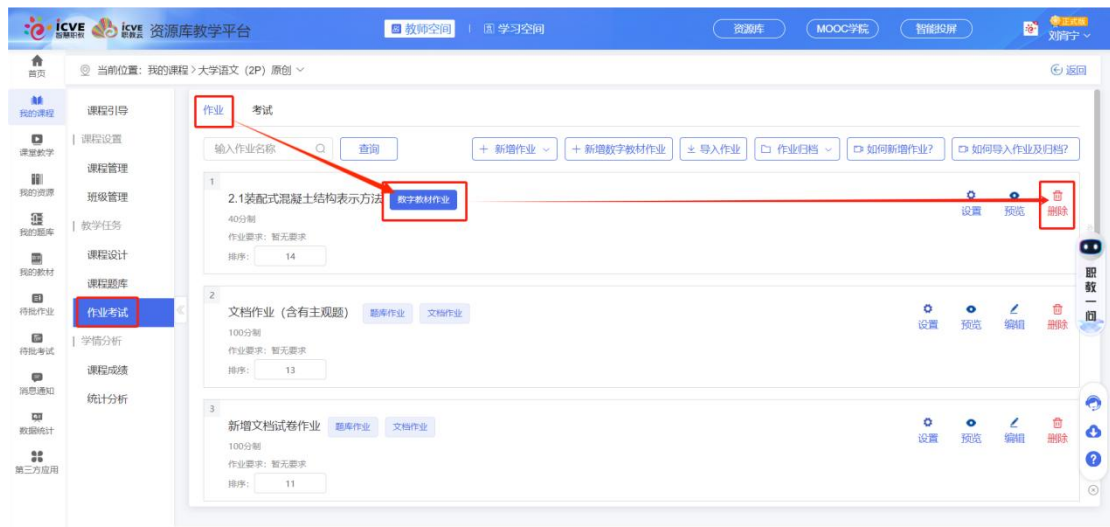 icve 智慧职教 icve 职教云 资源库教学平台 教师空间 学习空间 资源库 MOOC学院 智能投屏 正式版 刘宵宁
首页 当前位置：我的课程 > 大学语文（2P）原创 返回
我的课程
课堂教学
我的资源
我的题库
我的教材
待批作业
待批考试
消息通知
数据统计
第三方应用
课程引导
课程设置
课程管理
班级管理
教学任务
课程设计
课程题库
作业考试
学情分析
课程成绩
统计分析
作业 考试
输入作业名称 查询 + 新增作业 + 新增数字教材作业 导入作业 作业归档 如何新增作业? 如何导入作业及归档?
1
2.1装配式混凝土结构表示方法 数字教材作业 设置 预览 删除
40分制
作业要求：暂无要求
排序： 14
2
文档作业（含有主观题） 题库作业 文档作业 设置 预览 编辑 删除
100分制
作业要求：暂无要求
排序： 13
3
新增文档试卷作业 题库作业 文档作业 设置 预览 编辑 删除
100分制
作业要求：暂无要求
排序： 11
职教一问